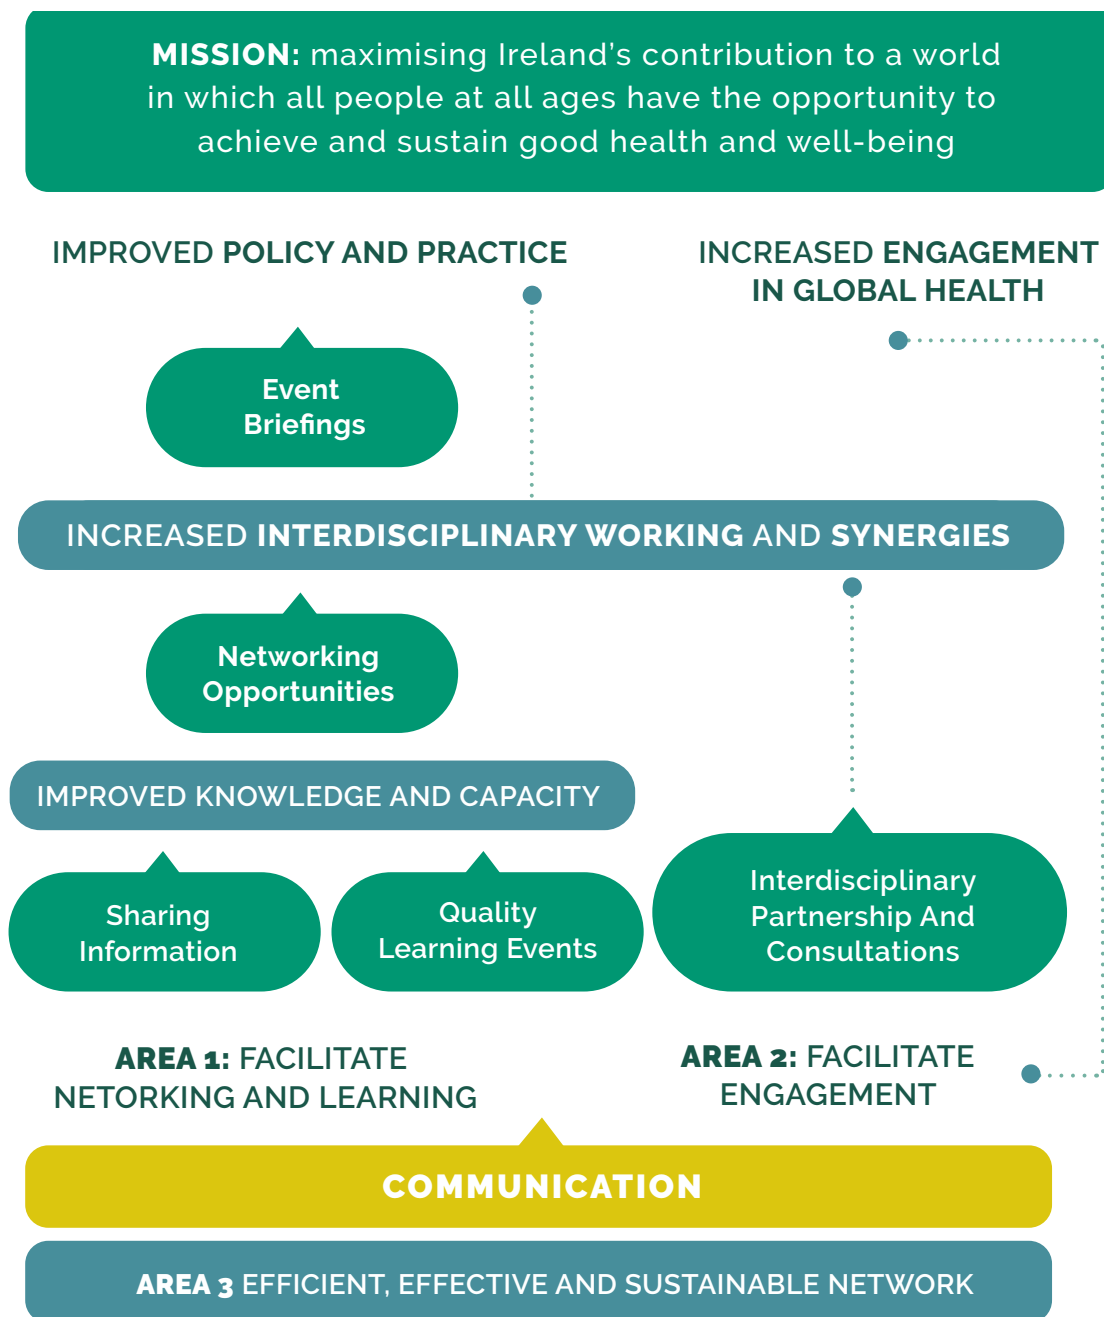 MISSION: maximising Ireland's contribution to a world
in which all people at all ages have the opportunity to
achieve and sustain good health and well-being
IMPROVED POLICY AND PRACTICE
INCREASED ENGAGEMENT
IN GLOBAL HEALTH
Event
Briefings
INCREASED INTERDISCIPLINARY WORKING AND SYNERGIES
Networking
Opportunities
IMPROVED KNOWLEDGE AND CAPACITY
Sharing
Information
Quality
Learning Events
Interdisciplinary
Partnership And
Consultations
AREA 1: FACILITATE
NETORKING AND LEARNING
AREA 2: FACILITATE
ENGAGEMENT
COMMUNICATION
AREA 3 EFFICIENT, EFFECTIVE AND SUSTAINABLE NETWORK